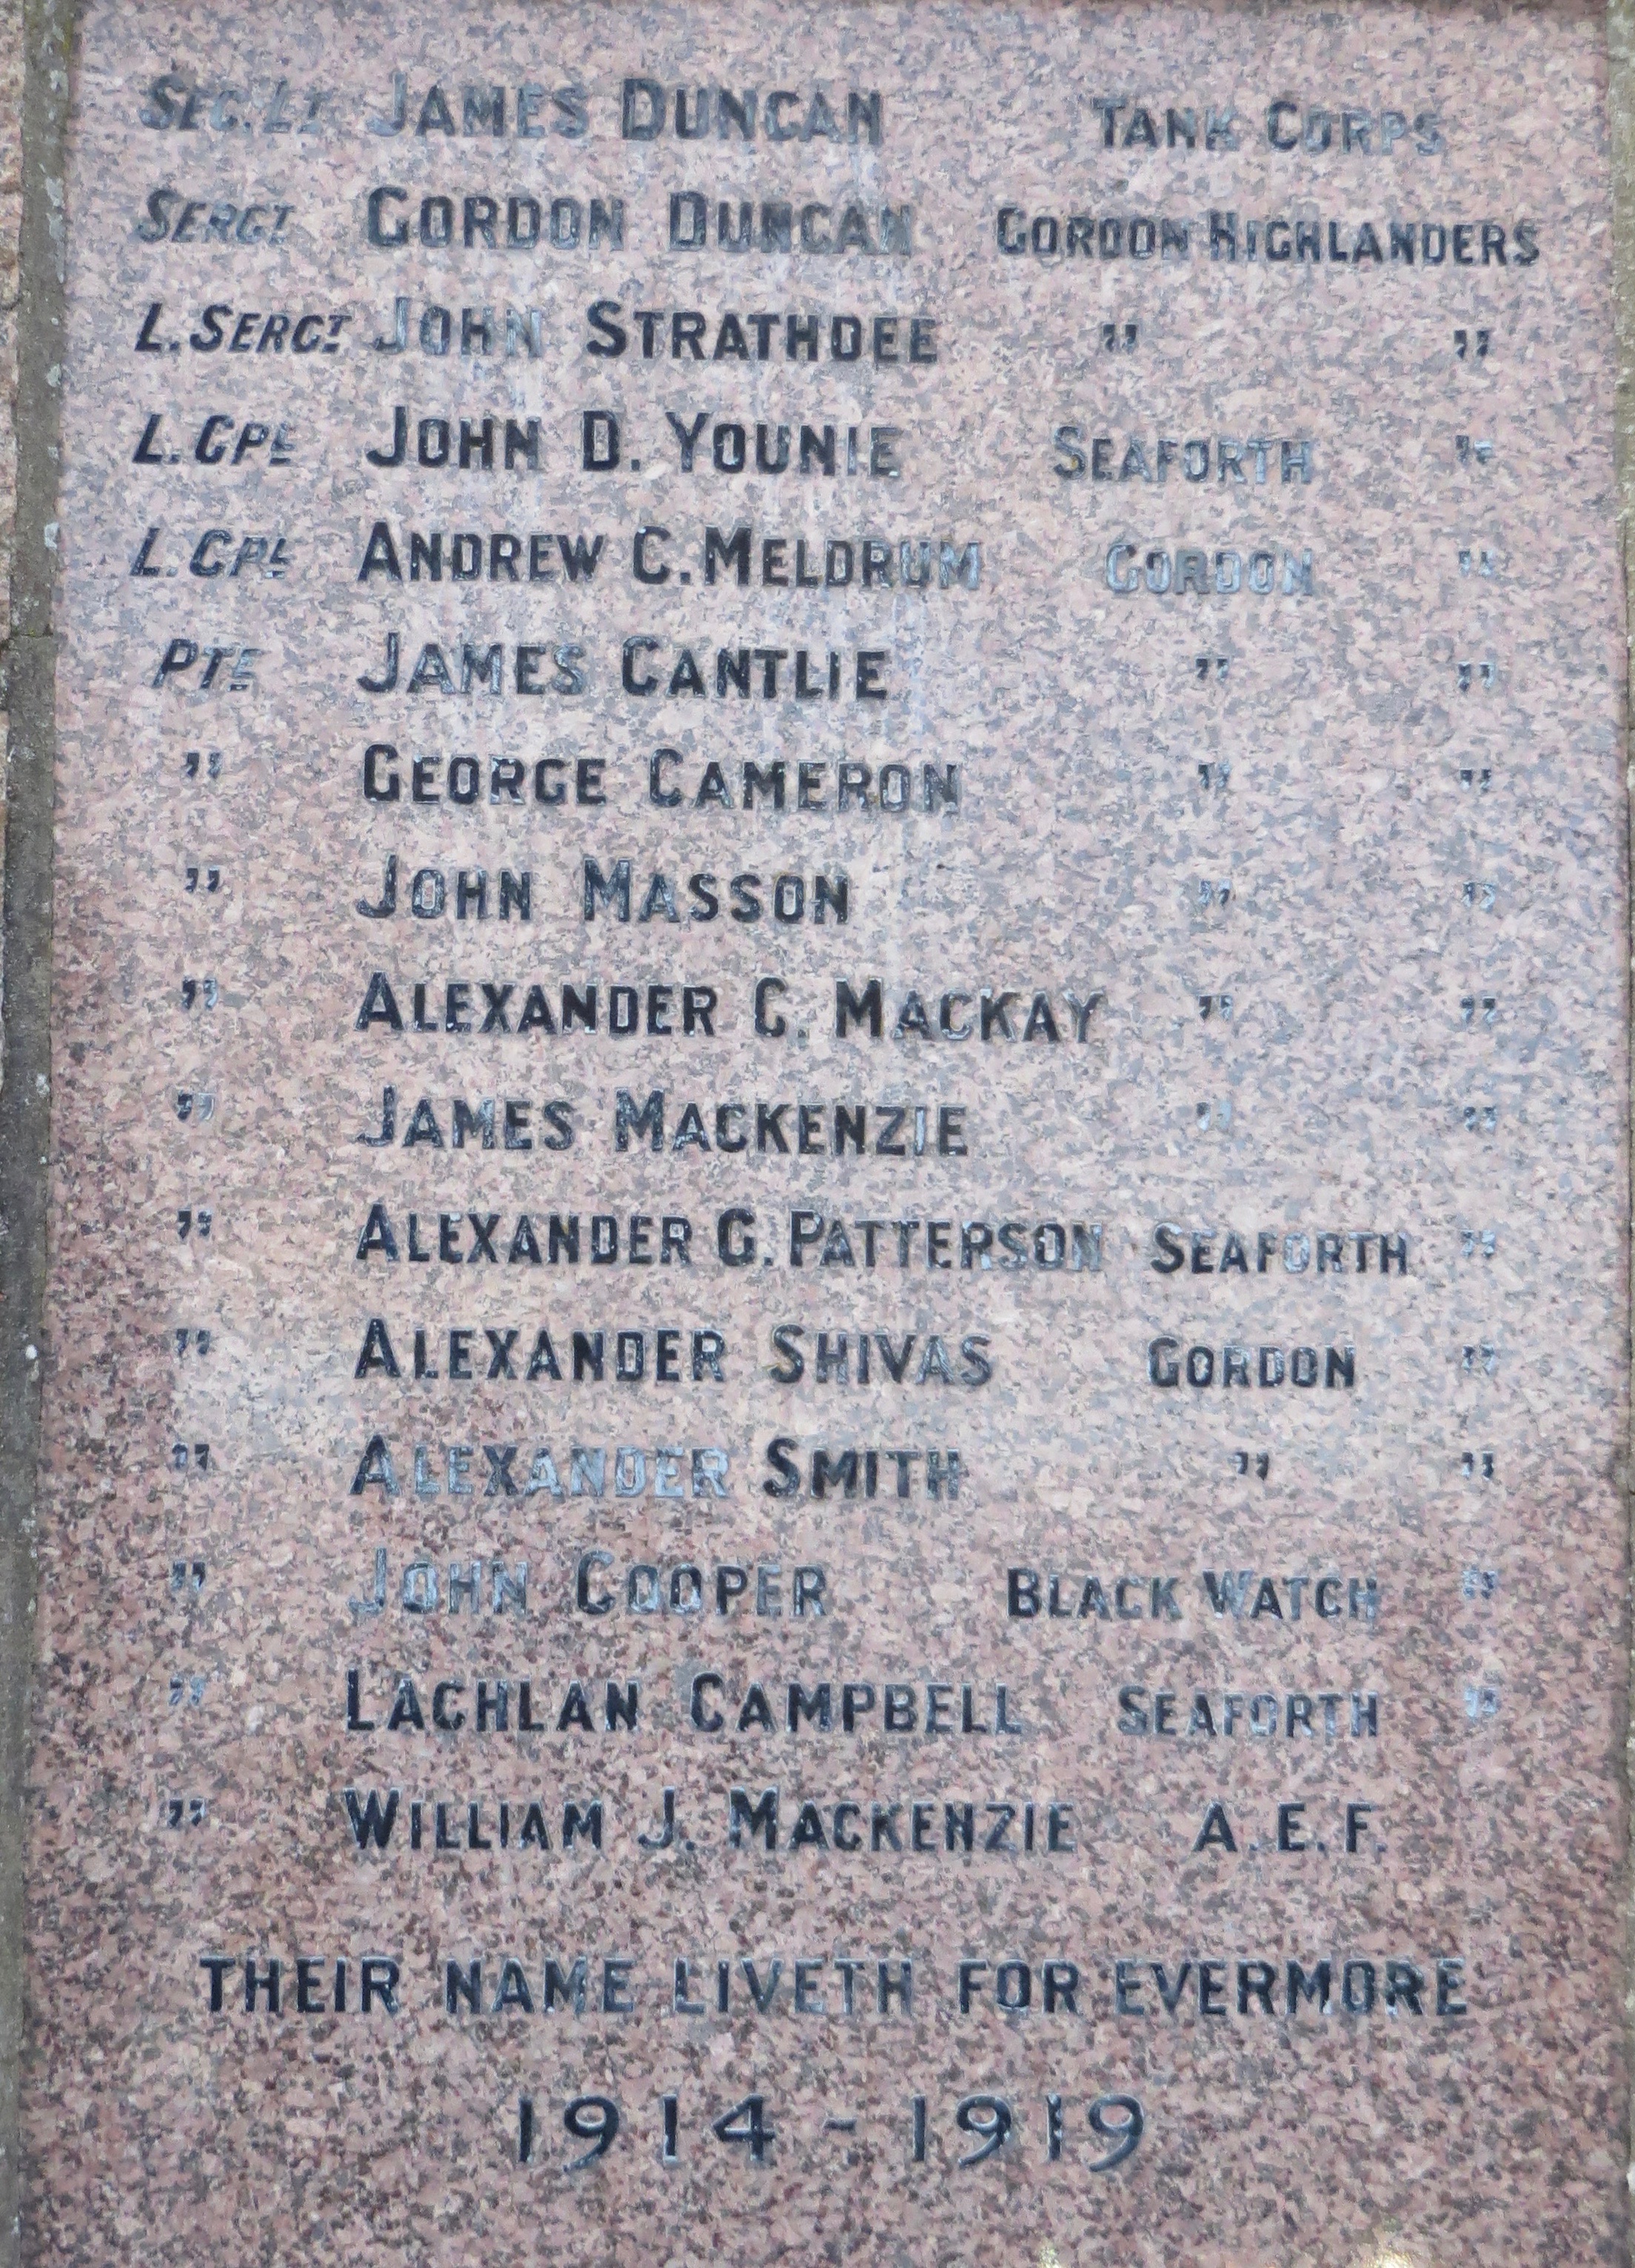 SEC. LT JAMES DUNCAN TANK CORPS
SERGT GORDON DUNCAN GORDON HIGHLANDERS
L. SERGT JOHN STRATHDEE " "
L. CPL JOHN D. YOUNIE SEAFORTH "
L. CPL ANDREW C. MELDRUM GORDON "
PTE JAMES CANTLIE " "
" GEORGE CAMERON " "
" JOHN MASSON " "
" ALEXANDER C. MACKAY " "
" JAMES MACKENZIE " "
" ALEXANDER G. PATTERSON SEAFORTH "
" ALEXANDER SHIVAS GORDON "
" ALEXANDER SMITH " "
" JOHN COOPER BLACK WATCH "
" LACHLAN CAMPBELL SEAFORTH "
" WILLIAM J. MACKENZIE A.E.F.
THEIR NAME LIVETH FOR EVERMORE
1914 - 1919